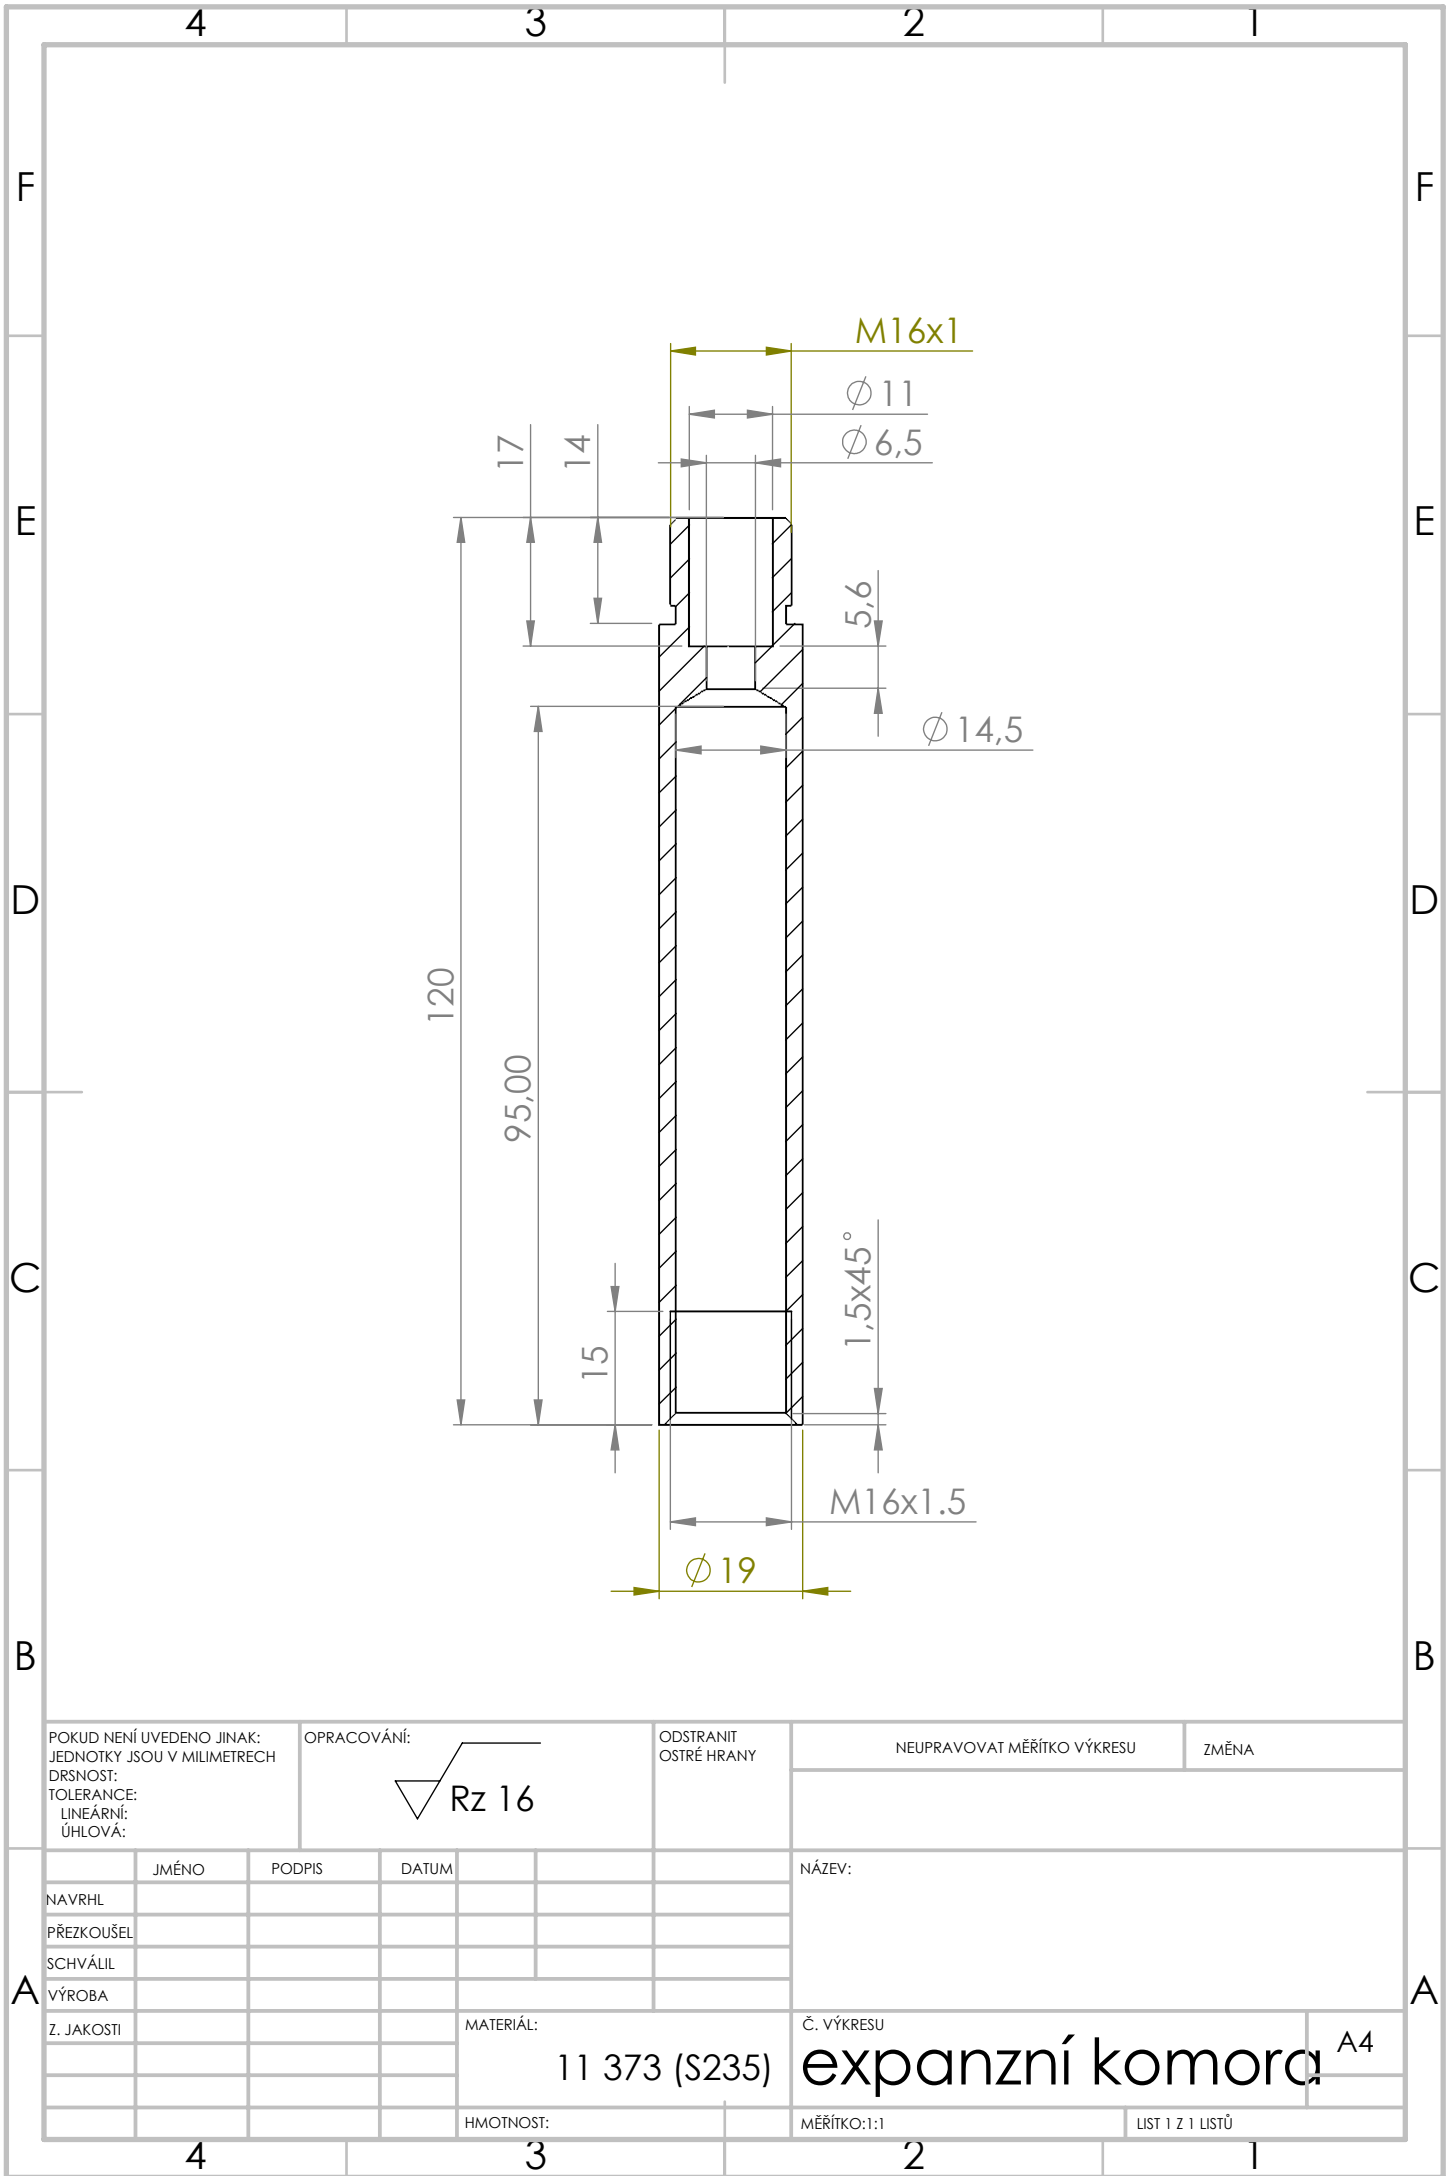 4 3 2 1
F F
M16x1
∅11
17 14 ∅6,5
E E
5,6
∅14,5
D D
120
95,00
1,5x45°
C C
15
M16x1.5
∅19
B B
POKUD NENÍ UVEDENO JINAK:
JEDNOTKY JSOU V MILIMETRECH
DRSNOST:
TOLERANCE:
LINEÁRNÍ:
ÚHLOVÁ:
OPRACOVÁNÍ:
Rz 16
ODSTRANIT
OSTRÉ HRANY
NEUPRAVOVAT MĚŘÍTKO VÝKRESU
ZMĚNA
JMÉNO PODPIS DATUM
NAVRHL
PŘEZKOUŠEL
SCHVÁLIL
VÝROBA
Z. JAKOSTI
NÁZEV:
A A
MATERIÁL:
11 373 (S235)
HMOTNOST:
Č. VÝKRESU
expanzní komora
A4
MĚŘÍTKO:1:1
LIST 1 Z 1 LISTŮ
4 3 2 1